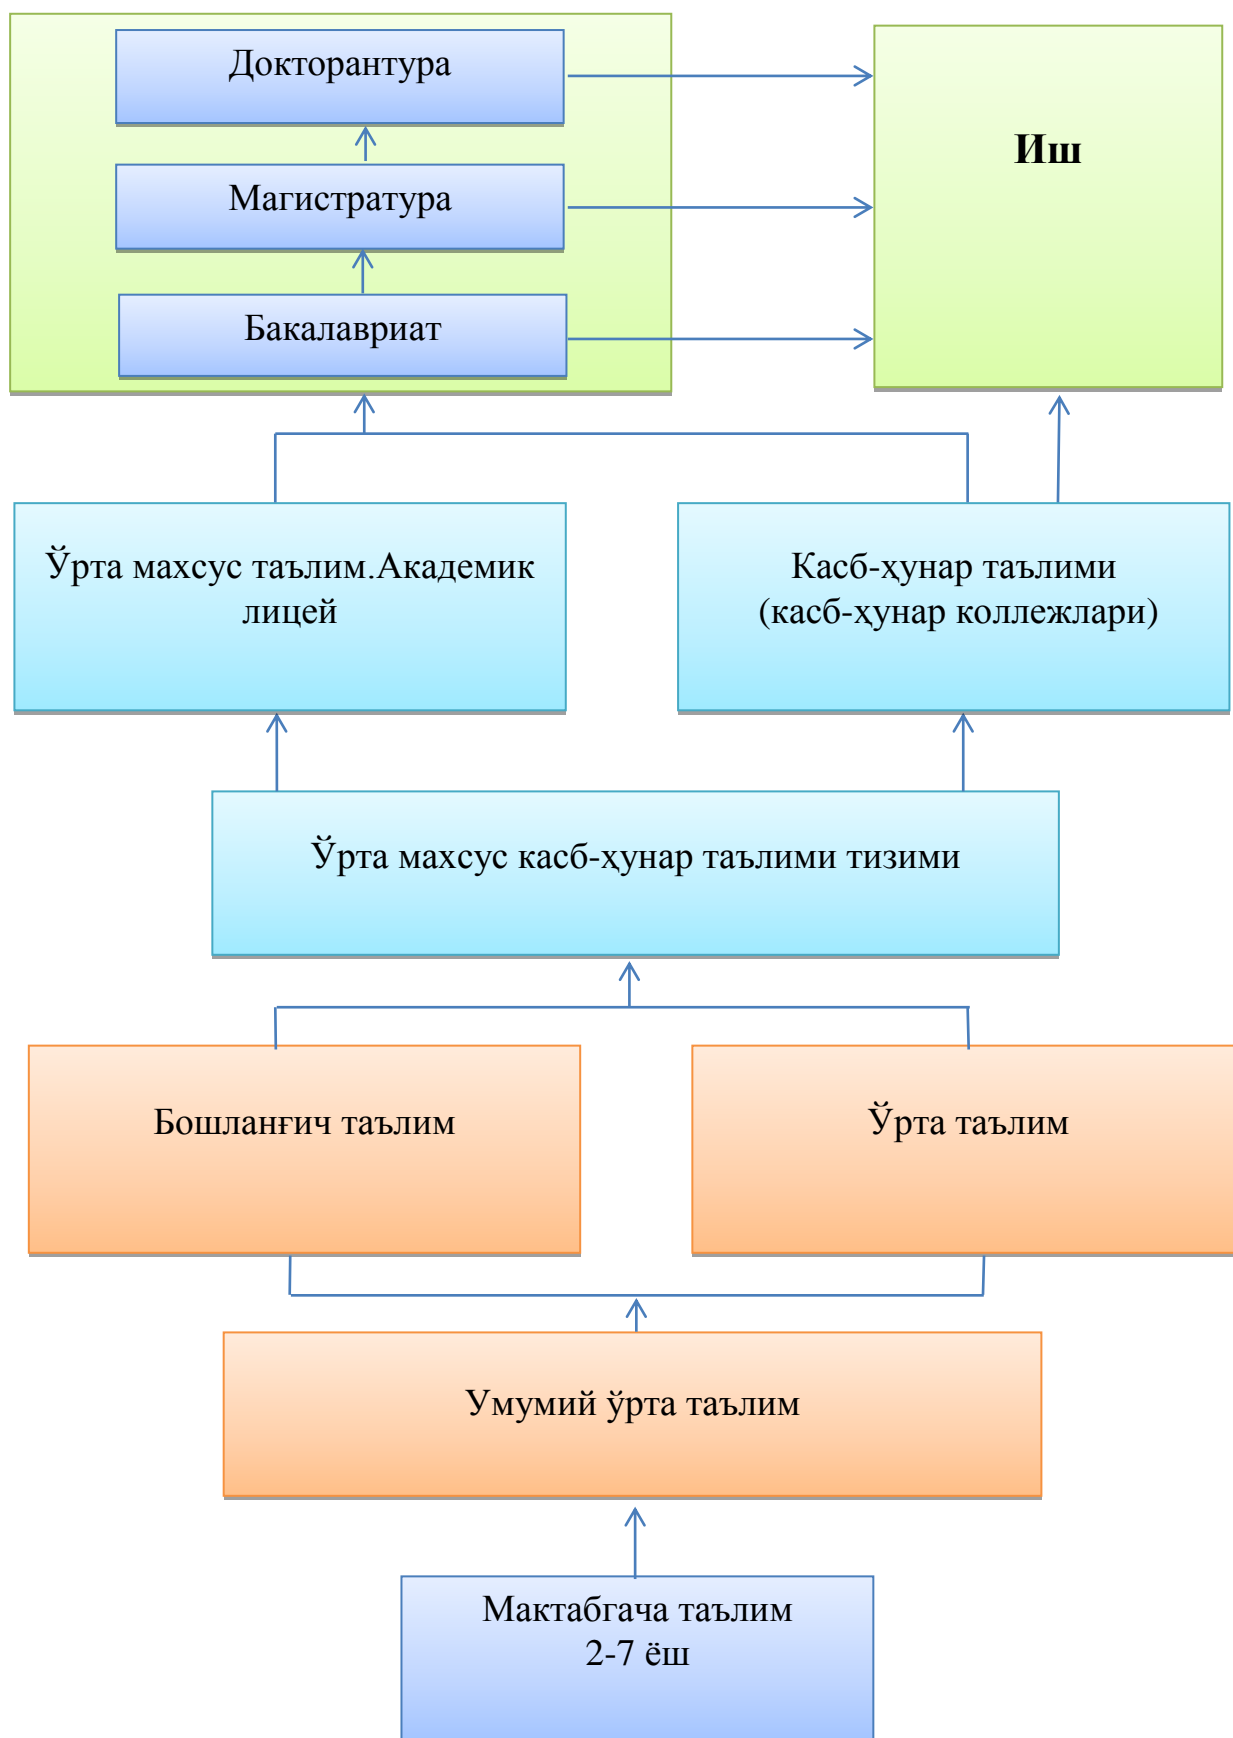 Докторантура
Иш
Магистратура
Бакалавриат
Ўрта махсус таълим.Академик
лицей
Касб-ҳунар таълими
(касб-ҳунар коллежлари)
Ўрта махсус касб-ҳунар таълими тизими
Бошланғич таълим
Ўрта таълим
Умумий ўрта таълим
Мактабгача таълим
2-7 ёш